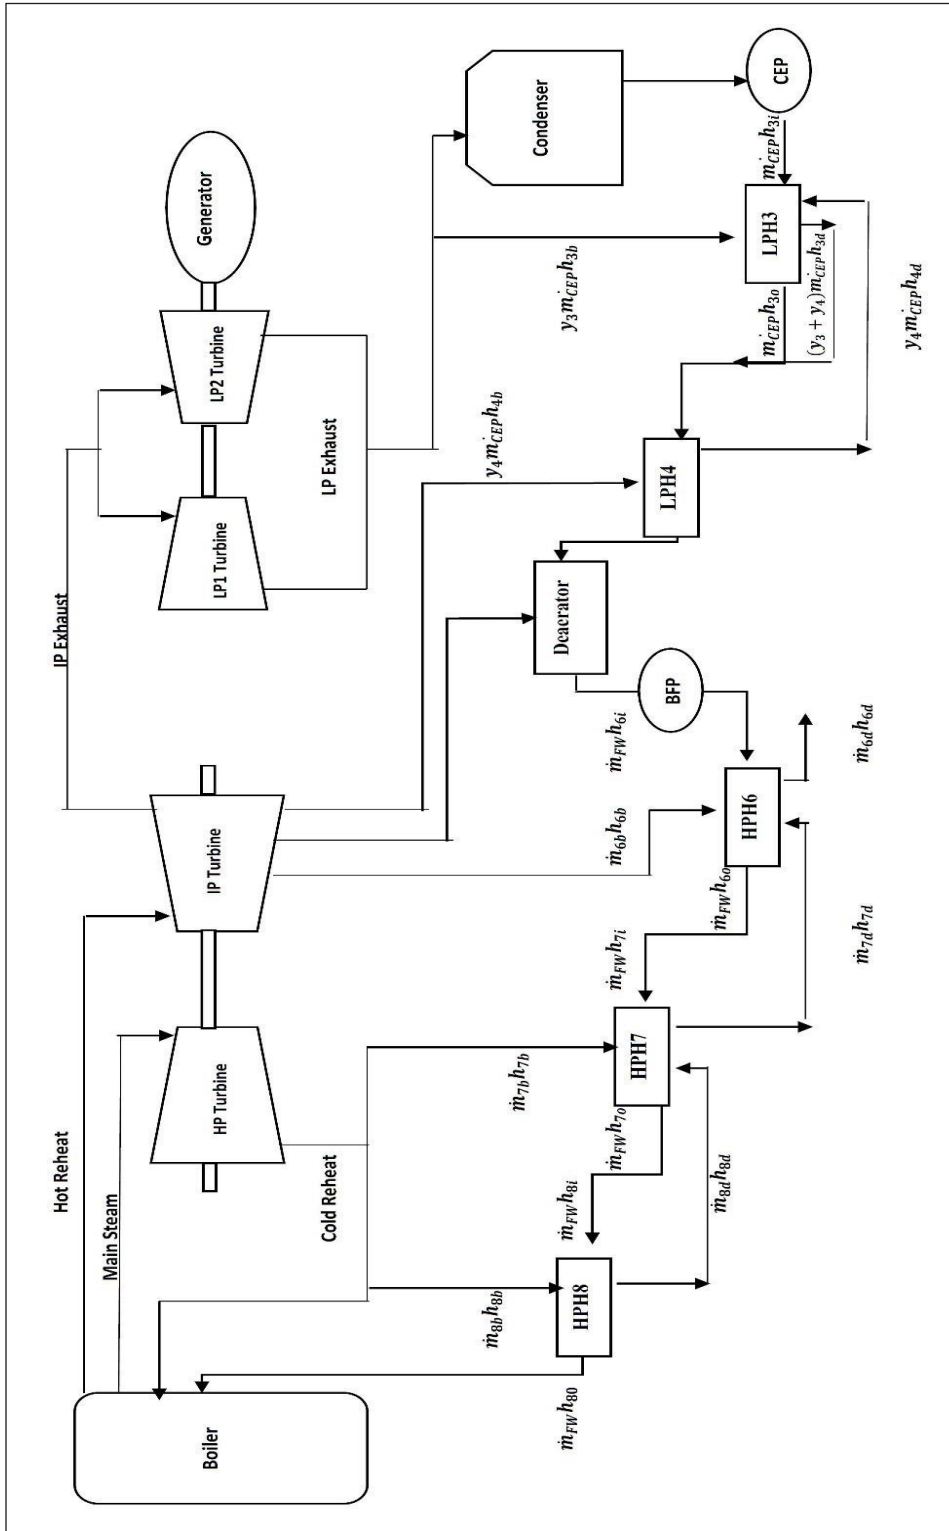 Boiler
Hot Reheat
Main Steam
HP Turbine
Cold Reheat
IP Turbine
IP Exhaust
LP1 Turbine
LP2 Turbine
LP Exhaust
Generator
Condenser
CEP
LPH3
LPH4
Deaerator
BFP
HPH6
HPH7
HPH8
ṁ_FW h_80
ṁ_8b h_8b
ṁ_FW h_8i
ṁ_8d h_8d
ṁ_FW h_7o
ṁ_7b h_7b
ṁ_FW h_7i
ṁ_7d h_7d
ṁ_FW h_6o
ṁ_6b h_6b
ṁ_FW h_6i
ṁ_6d h_6d
y_4 ṁ_CEP h_4b
y_3 ṁ_CEP h_3b
ṁ_CEP h_3o
(y_3 + y_4) ṁ_CEP h_3d
ṁ_CEP h_3i
y_4 ṁ_CEP h_4d